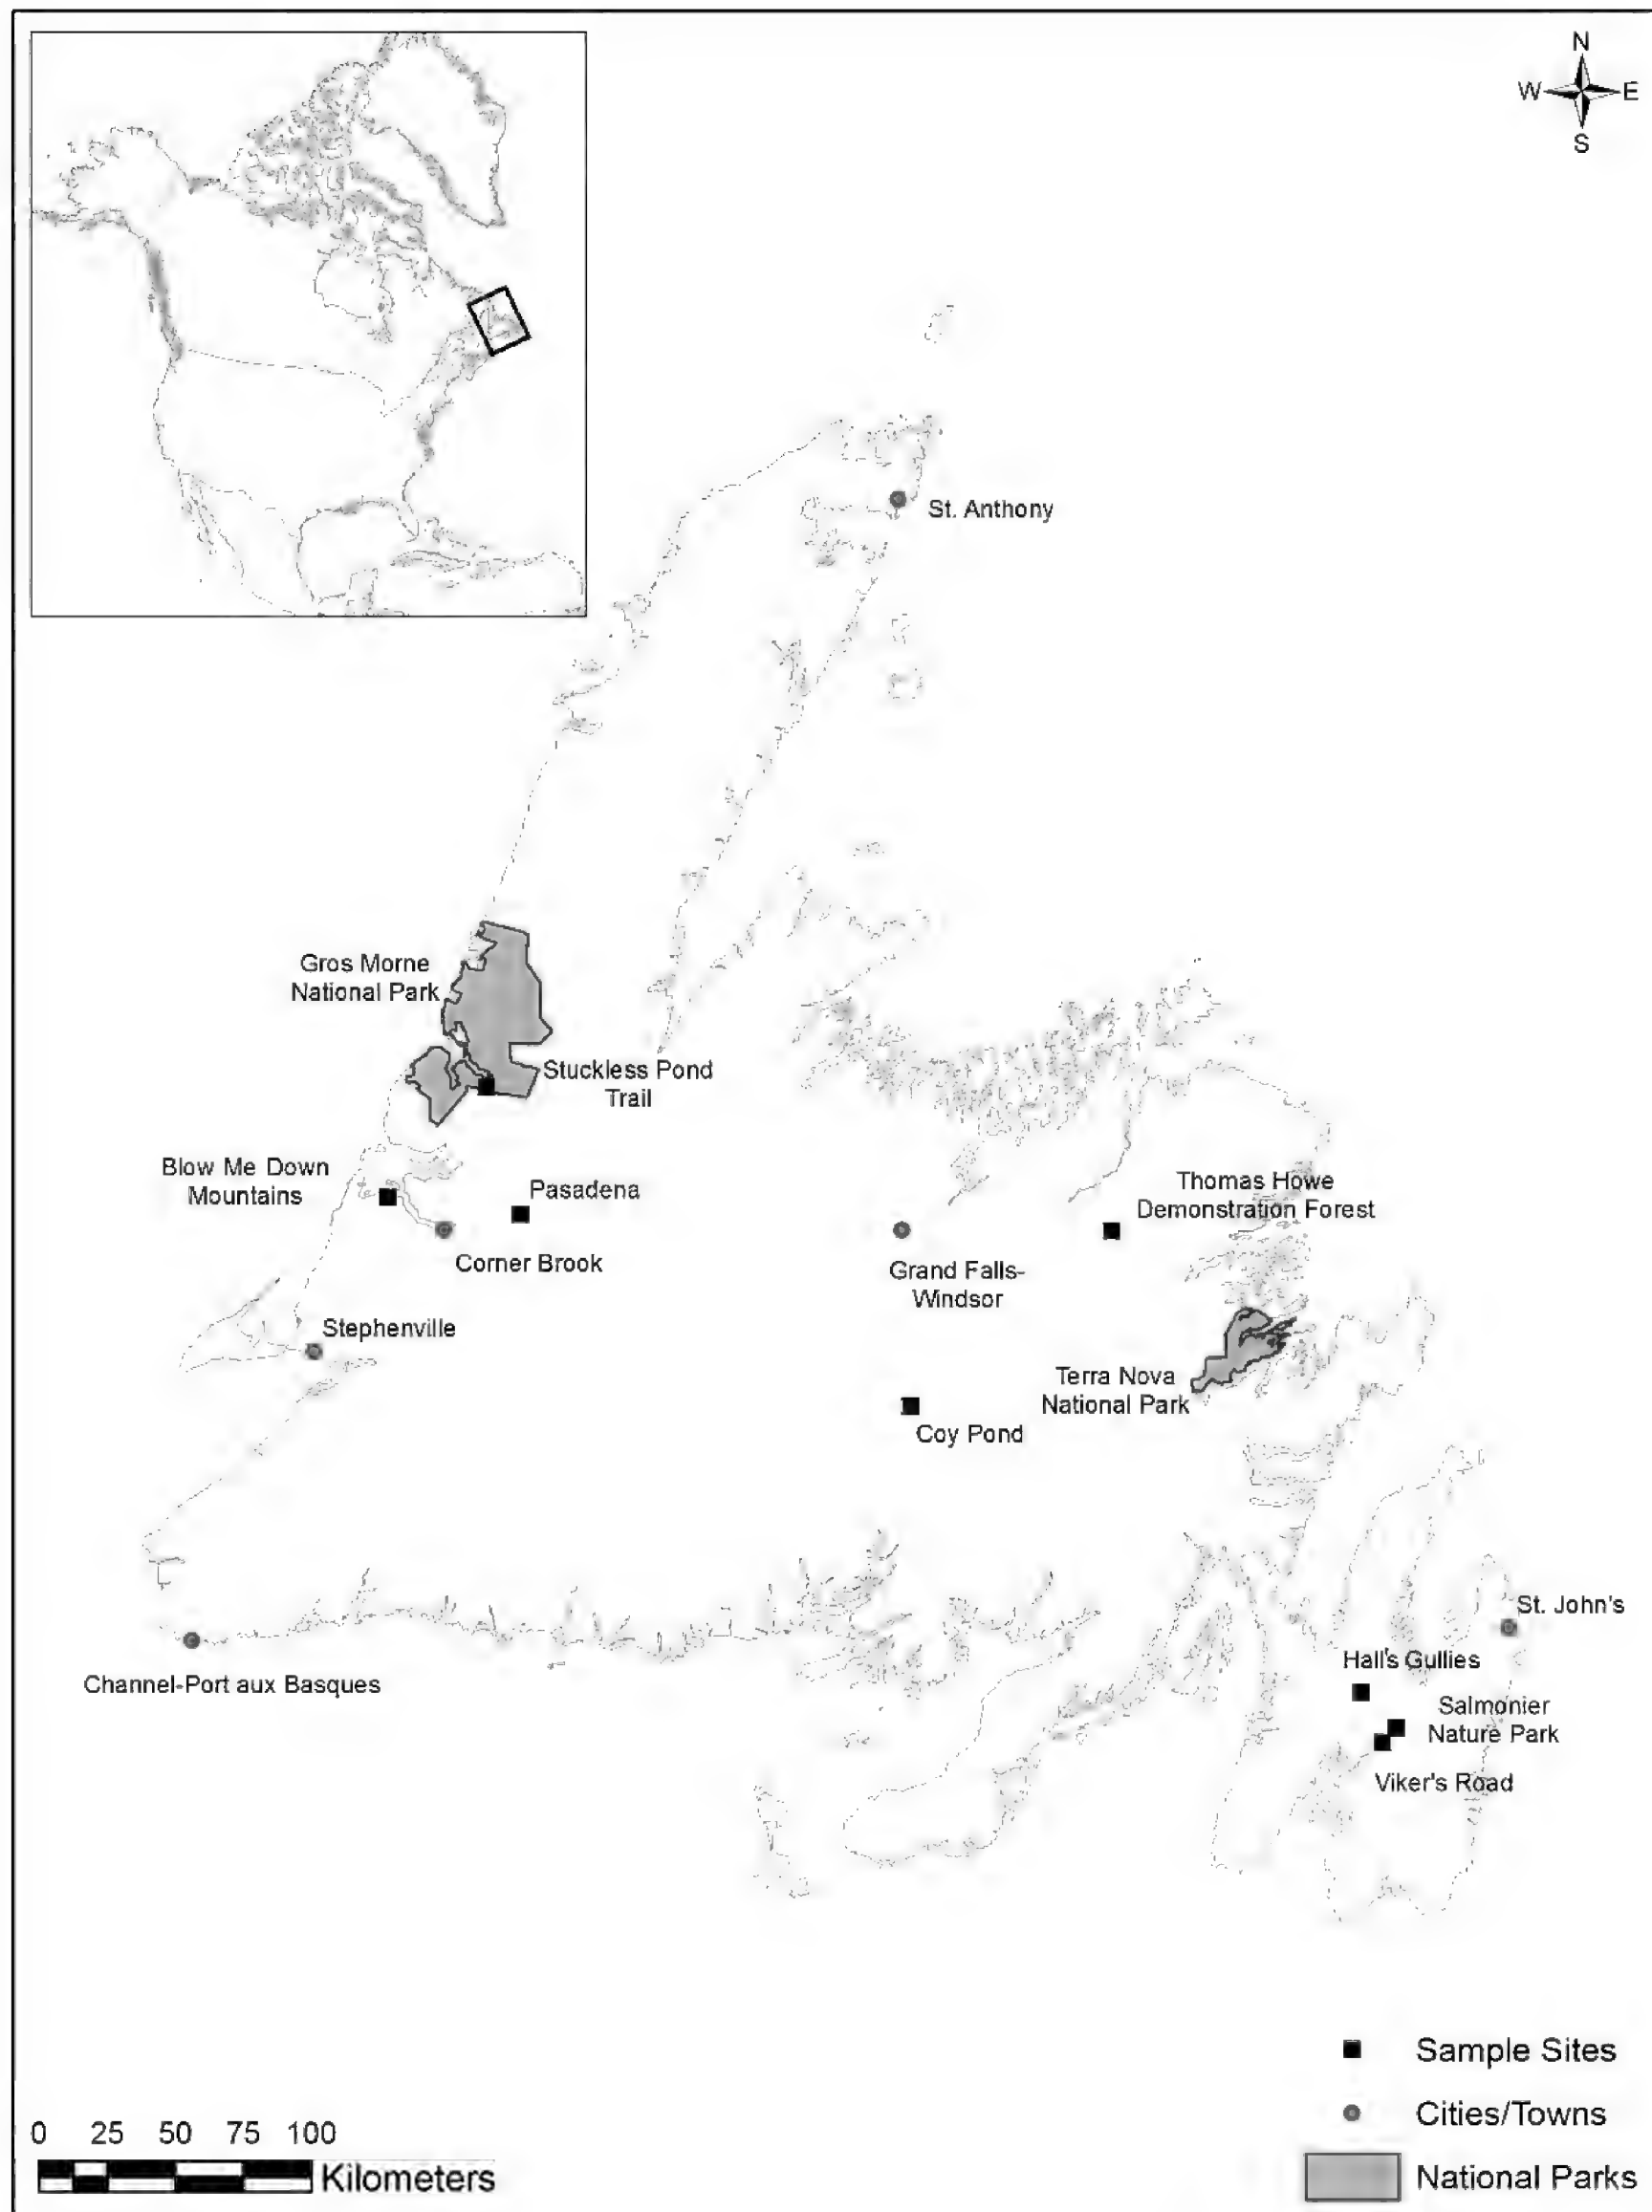 N
W E
S
St. Anthony
Gros Morne
National Park
Stuckless Pond
Trail
Blow Me Down
Mountains
Pasadena
Corner Brook
Thomas Howe
Demonstration Forest
Grand Falls-
Windsor
Stephenville
Terra Nova
National Park
Coy Pond
St. John's
Hall's Gullies
Salmonier
Nature Park
Viker's Road
Channel-Port aux Basques
Sample Sites
Cities/Towns
National Parks
0 25 50 75 100
Kilometers